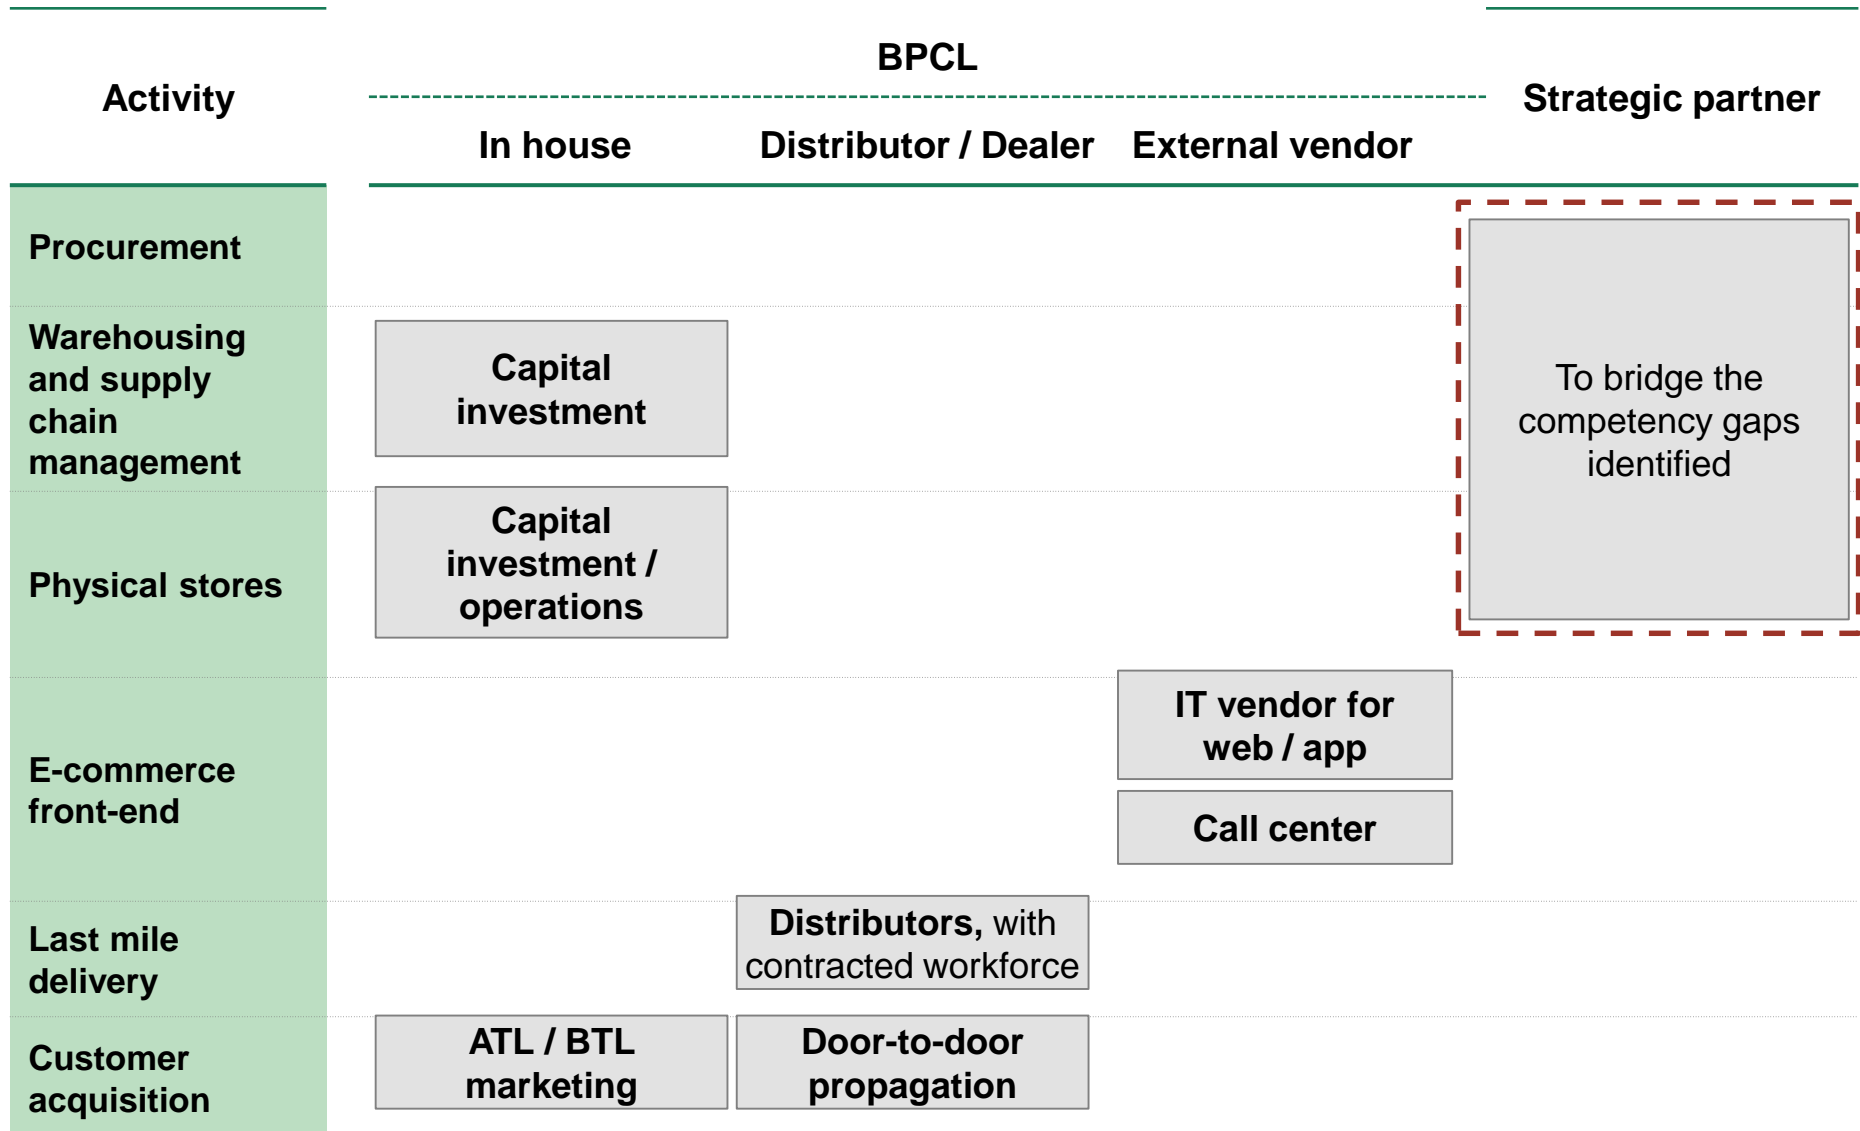 Activity
BPCL
Strategic partner
In house
Distributor / Dealer
External vendor
Procurement
Warehousing
and supply
chain
management
Capital
investment
To bridge the
competency gaps
identified
Physical stores
Capital
investment /
operations
E-commerce
front-end
IT vendor for
web / app
Call center
Last mile
delivery
Distributors, with
contracted workforce
Customer
acquisition
ATL / BTL
marketing
Door-to-door
propagation